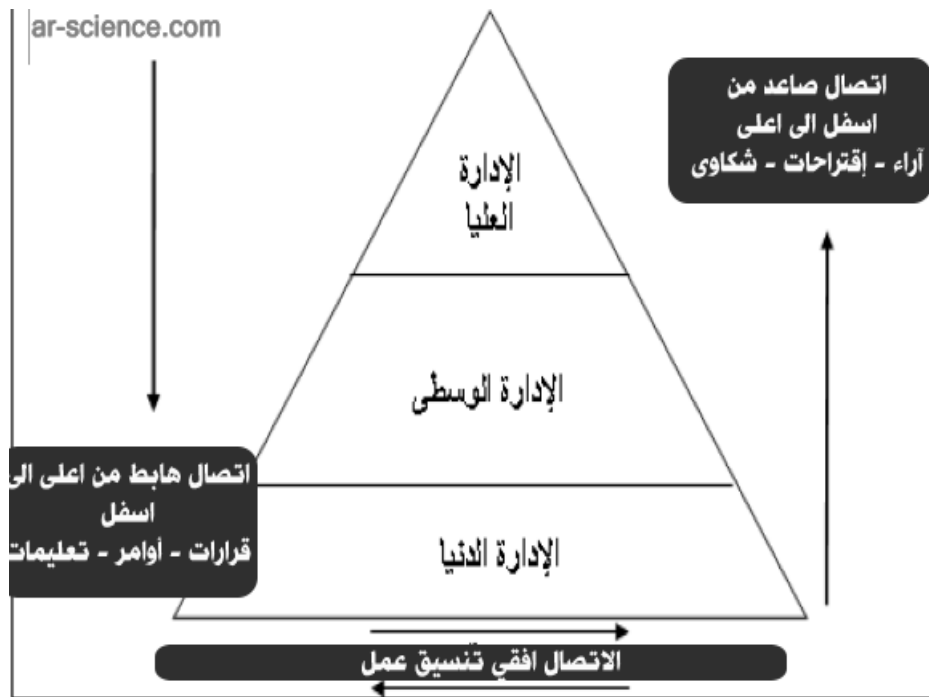 ar-science.com
اتصال صاعد من
اسفل الى اعلى
آراء - إقتراحات - شكاوى
الإدارة
العليا
الإدارة الوسطى
اتصال هابط من اعلى الى
اسفل
قرارات - أوامر - تعليمات
الإدارة الدنيا
الاتصال افقي تنسيق عمل